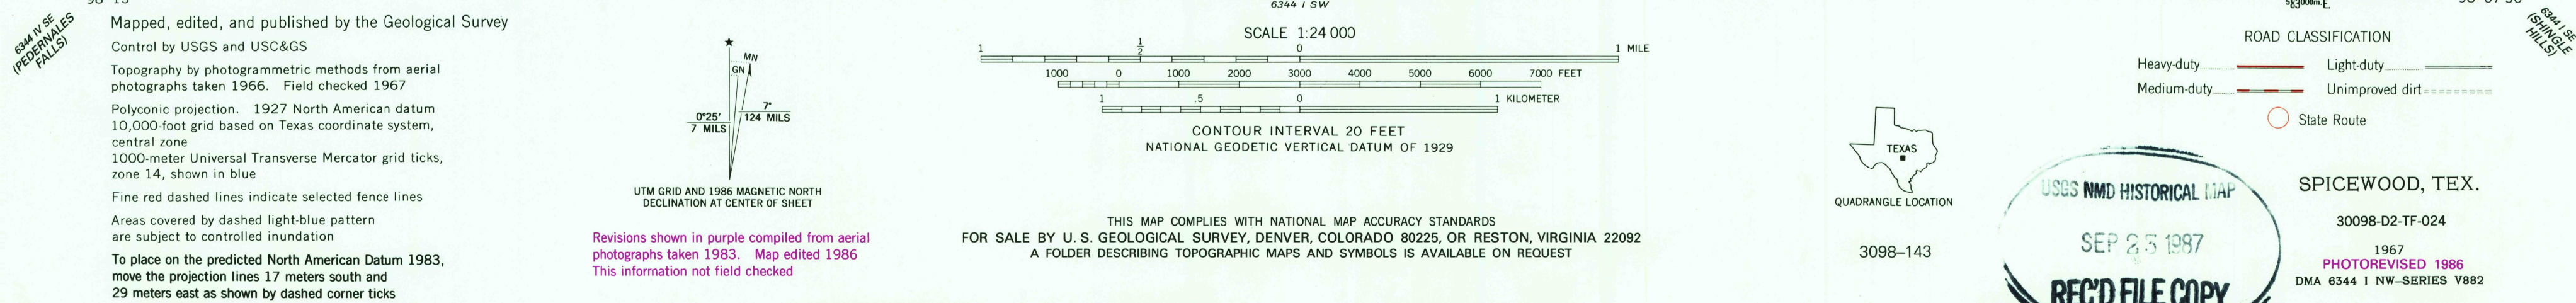 6344 IV SE
(PEDERNALES
FALLS)
Mapped, edited, and published by the Geological Survey
Control by USGS and USC&GS
Topography by photogrammetric methods from aerial
photographs taken 1966. Field checked 1967
Polyconic projection. 1927 North American datum
10,000-foot grid based on Texas coordinate system,
central zone
1000-meter Universal Transverse Mercator grid ticks,
zone 14, shown in blue
Fine red dashed lines indicate selected fence lines
Areas covered by dashed light-blue pattern
are subject to controlled inundation
To place on the predicted North American Datum 1983,
move the projection lines 17 meters south and
29 meters east as shown by dashed corner ticks
★
MN
GN
0°25′
7 MILS
7°
124 MILS
UTM GRID AND 1986 MAGNETIC NORTH
DECLINATION AT CENTER OF SHEET
Revisions shown in purple compiled from aerial
photographs taken 1983. Map edited 1986
This information not field checked
6344 I SW
SCALE 1:24 000
1 1/2 0 1 MILE
1000 0 1000 2000 3000 4000 5000 6000 7000 FEET
1 .5 0 1 KILOMETER
CONTOUR INTERVAL 20 FEET
NATIONAL GEODETIC VERTICAL DATUM OF 1929
THIS MAP COMPLIES WITH NATIONAL MAP ACCURACY STANDARDS
FOR SALE BY U. S. GEOLOGICAL SURVEY, DENVER, COLORADO 80225, OR RESTON, VIRGINIA 22092
A FOLDER DESCRIBING TOPOGRAPHIC MAPS AND SYMBOLS IS AVAILABLE ON REQUEST
TEXAS
QUADRANGLE LOCATION
3098–143
583000m.E.
6344 I SE
(SHINGLE
HILLS)
ROAD CLASSIFICATION
Heavy-duty Light-duty
Medium-duty Unimproved dirt
State Route
USGS NMD HISTORICAL MAP
SEP 25 1987
REC'D FILE COPY
SPICEWOOD, TEX.
30098-D2-TF-024
1967
PHOTOREVISED 1986
DMA 6344 I NW–SERIES V882